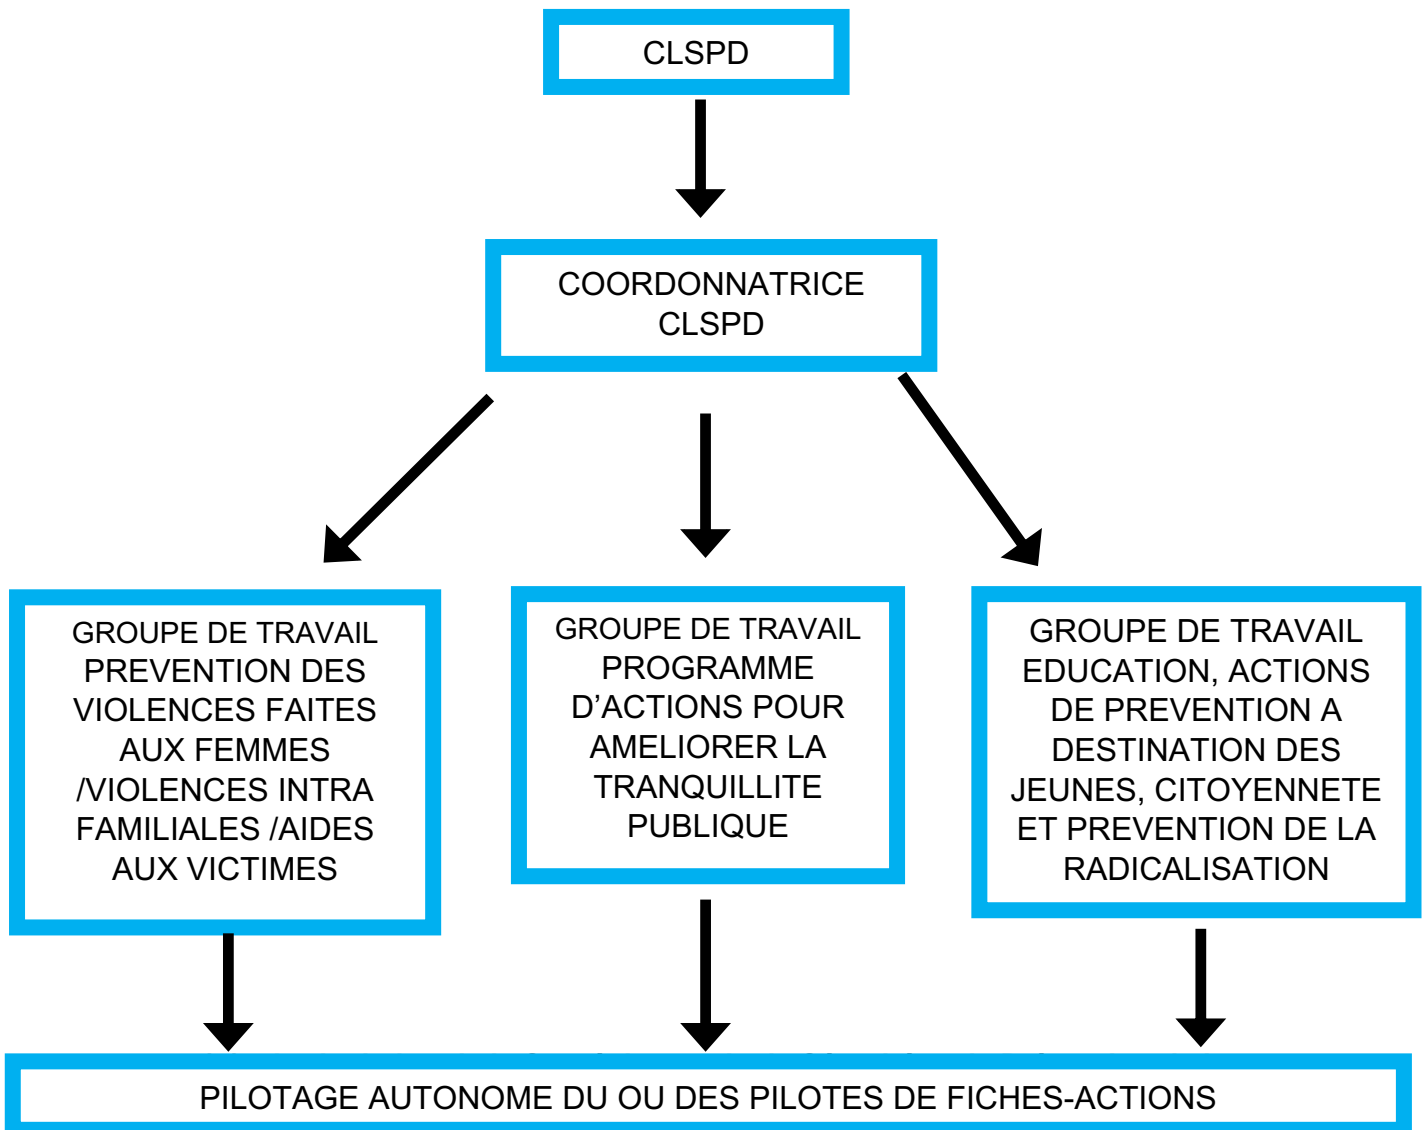 CLSPD
COORDONNATRICE
CLSPD
GROUPE DE TRAVAIL
PREVENTION DES
VIOLENCES FAITES
AUX FEMMES
/VIOLENCES INTRA
FAMILIALES /AIDES
AUX VICTIMES
GROUPE DE TRAVAIL
PROGRAMME
D’ACTIONS POUR
AMELIORER LA
TRANQUILLITE
PUBLIQUE
GROUPE DE TRAVAIL
EDUCATION, ACTIONS
DE PREVENTION A
DESTINATION DES
JEUNES, CITOYENNETE
ET PREVENTION DE LA
RADICALISATION
PILOTAGE AUTONOME DU OU DES PILOTES DE FICHES-ACTIONS